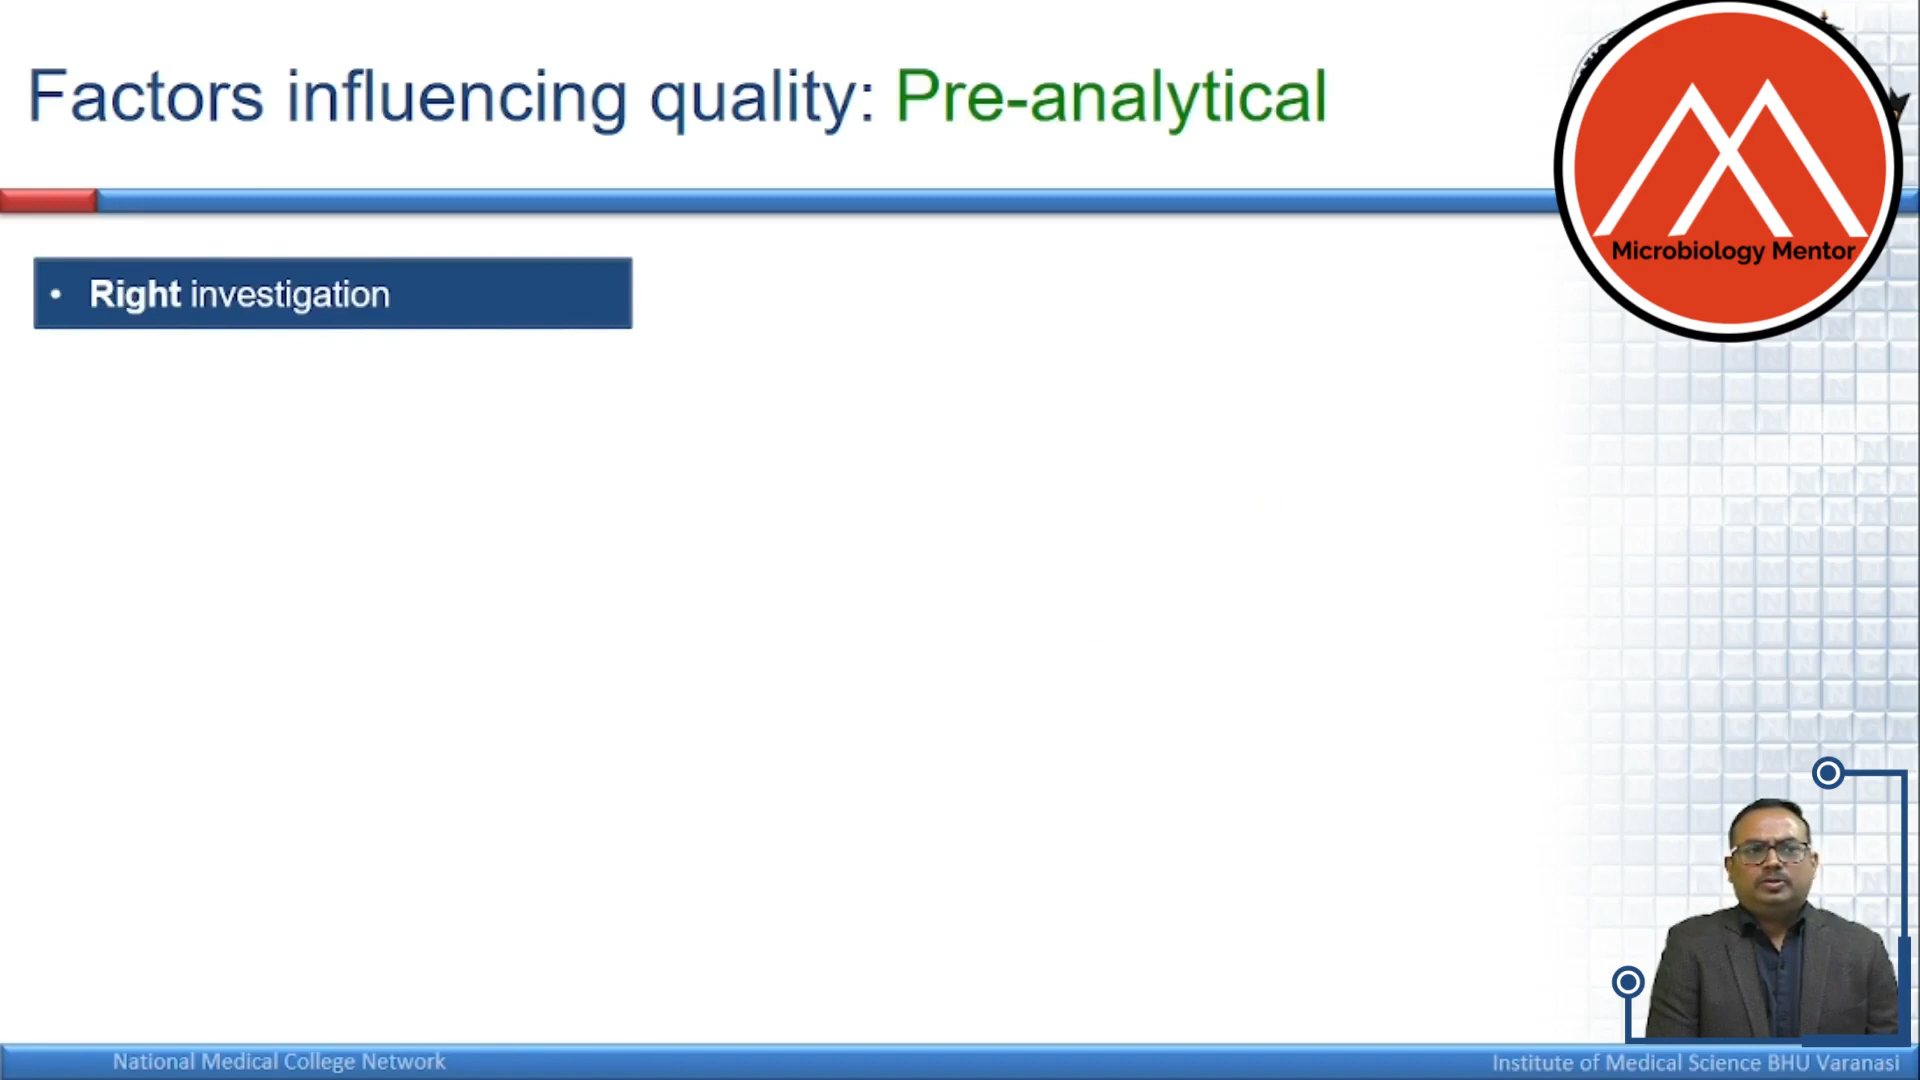 Factors influencing quality: Pre-analytical
Microbiology Mentor
• Right investigation
National Medical College Network
Institute of Medical Science BHU Varanasi